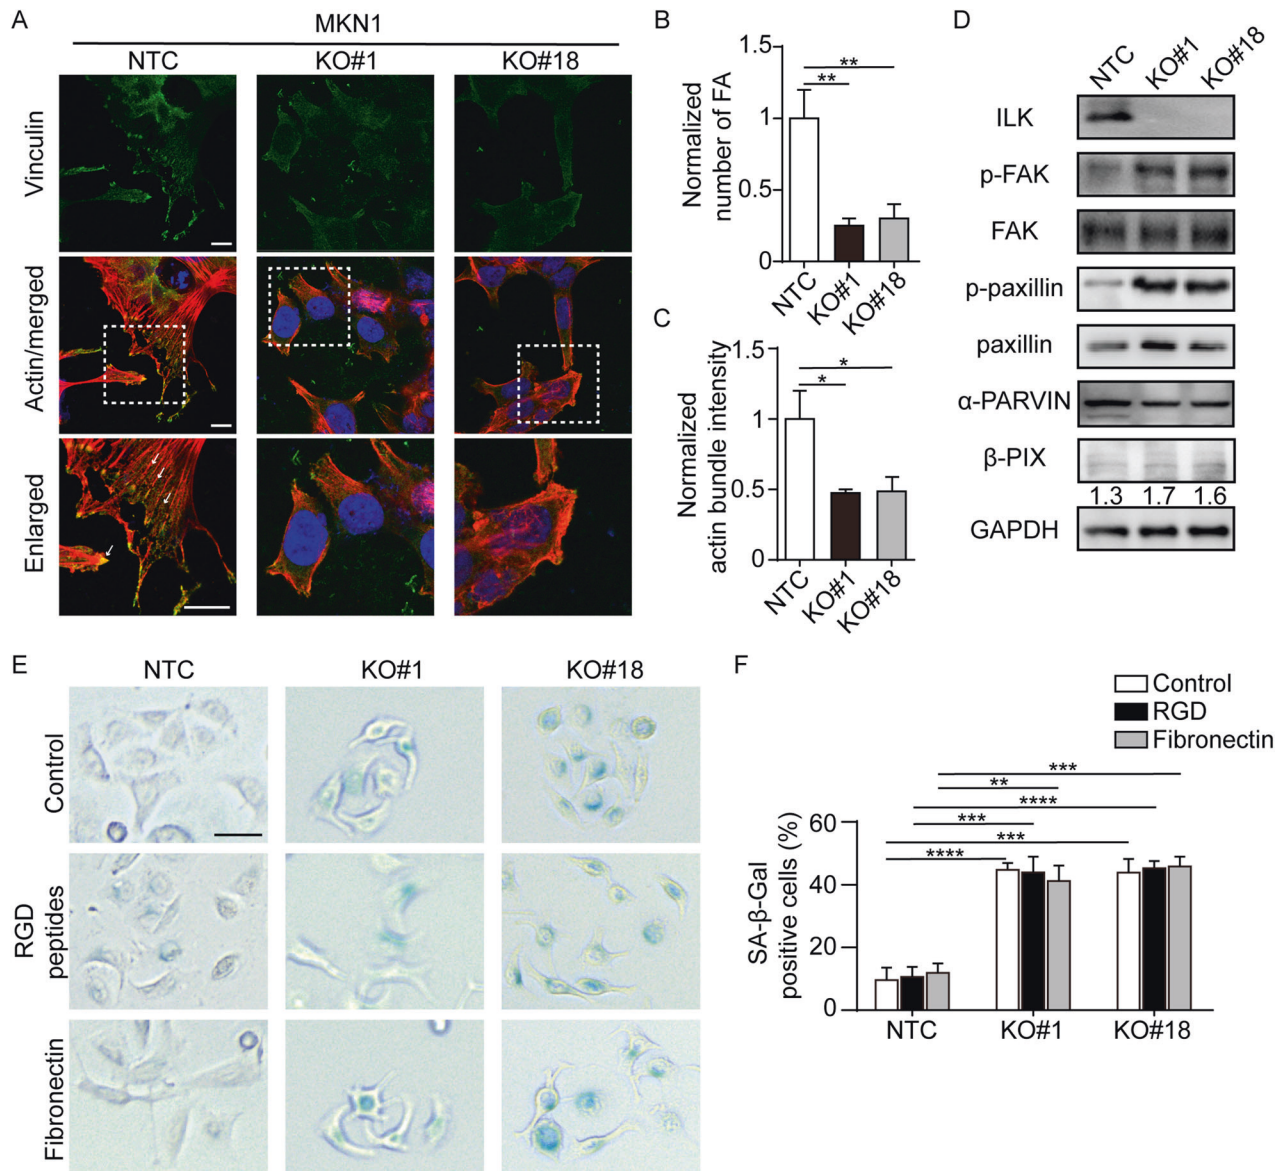 A
MKN1
NTC KO#1 KO#18
Vinculin
Actin/merged
Enlarged
B
Normalized
number of FA
1.5
1
0.5
0
** **
NTC KO#1 KO#18
C
Normalized
actin bundle intensity
1.5
1
0.5
0
* *
NTC KO#1 KO#18
D
NTC KO#1 KO#18
ILK
p-FAK
FAK
p-paxillin
paxillin
α-PARVIN
β-PIX
1.3 1.7 1.6
GAPDH
E
NTC KO#1 KO#18
Control
RGD
peptides
Fibronectin
F
Control
RGD
Fibronectin
SA-β-Gal
positive cells (%)
60
40
20
0
***
**
****
***
***
****
NTC KO#1 KO#18